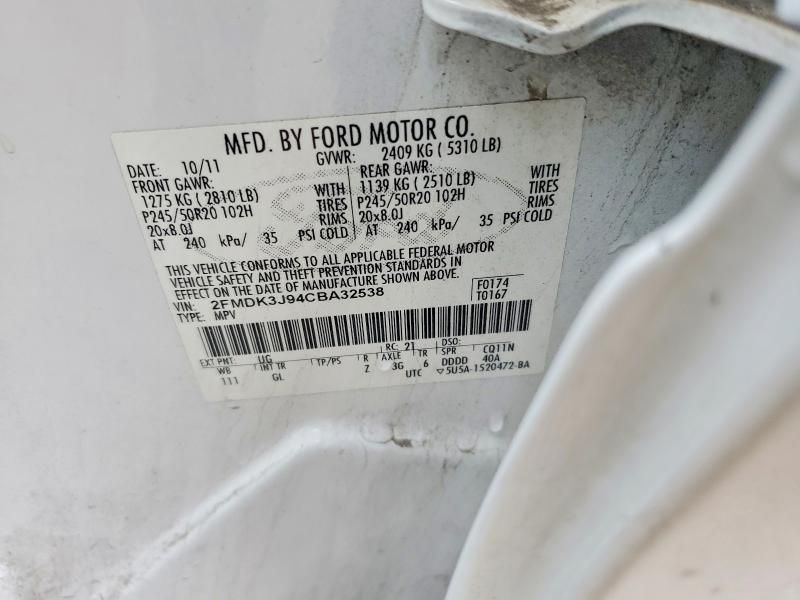 MFD. BY FORD MOTOR CO.
DATE: 10/11 GVWR: 2409 KG ( 5310 LB)
FRONT GAWR: REAR GAWR: WITH
1275 KG ( 2810 LB) WITH 1139 KG ( 2510 LB) TIRES
P245/50R20 102H TIRES P245/50R20 102H RIMS
20x8.0J RIMS 20x8.0J
AT 240 kPa/ 35 PSI COLD AT 240 kPa/ 35 PSI COLD
THIS VEHICLE CONFORMS TO ALL APPLICABLE FEDERAL MOTOR
VEHICLE SAFETY AND THEFT PREVENTION STANDARDS IN
EFFECT ON THE DATE OF MANUFACTURE SHOWN ABOVE.
VIN: 2FMDK3J94CBA32538 F0174
TYPE: MPV T0167
RC: 21 DSO:
EXT PNT: UG AXLE TR SPR CQ11N
WB INT TR TP/PS R 3G 6 DDDD 40A
111 GL Z UTC ▽5U5A-1520472-BA